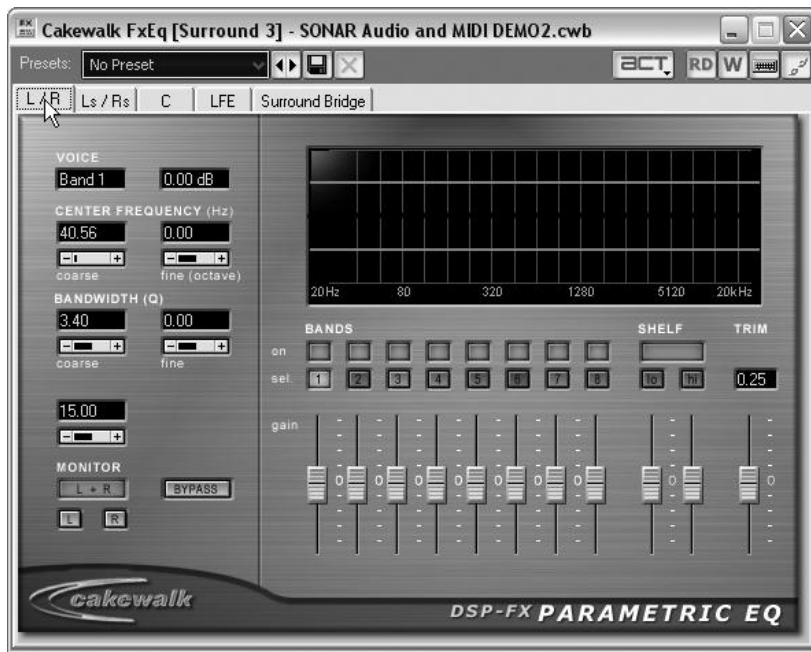 Cakewalk FxEq [Surround 3] - SONAR Audio and MIDI DEMO2.cwb
Presets: No Preset ACT RD W
L / R Ls / Rs C LFE Surround Bridge
VOICE
Band 1 0.00 dB
CENTER FREQUENCY (Hz)
40.56 0.00
- + - +
coarse fine (octave)
BANDWIDTH (Q)
3.40 0.00
- + - +
coarse fine
15.00
- +
MONITOR
L + R BYPASS
L R
20Hz 80 320 1280 5120 20kHz
BANDS SHELF TRIM
on
sel. 1 2 3 4 5 6 7 8 lo hi 0.25
gain
0 0 0 0 0 0 0 0 0
cakewalk
DSP-FX PARAMETRIC EQ